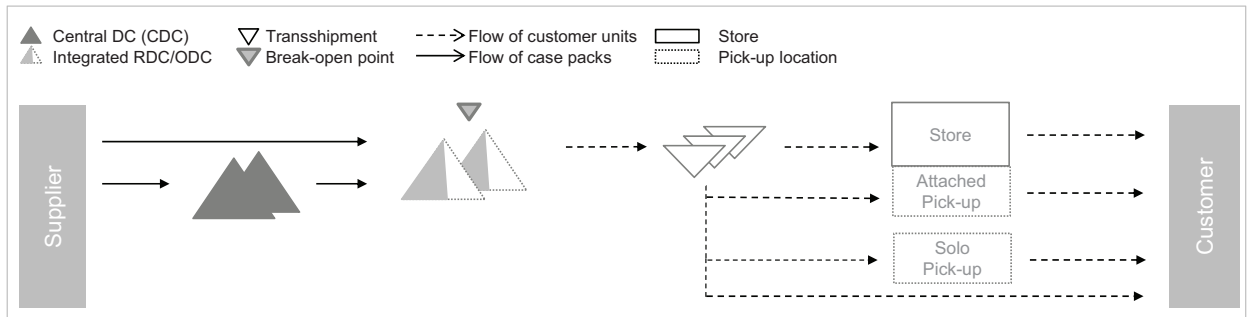 Central DC (CDC)
Integrated RDC/ODC
Transshipment
Break-open point
Flow of customer units
Flow of case packs
Store
Pick-up location
Supplier
Store
Attached
Pick-up
Solo
Pick-up
Customer